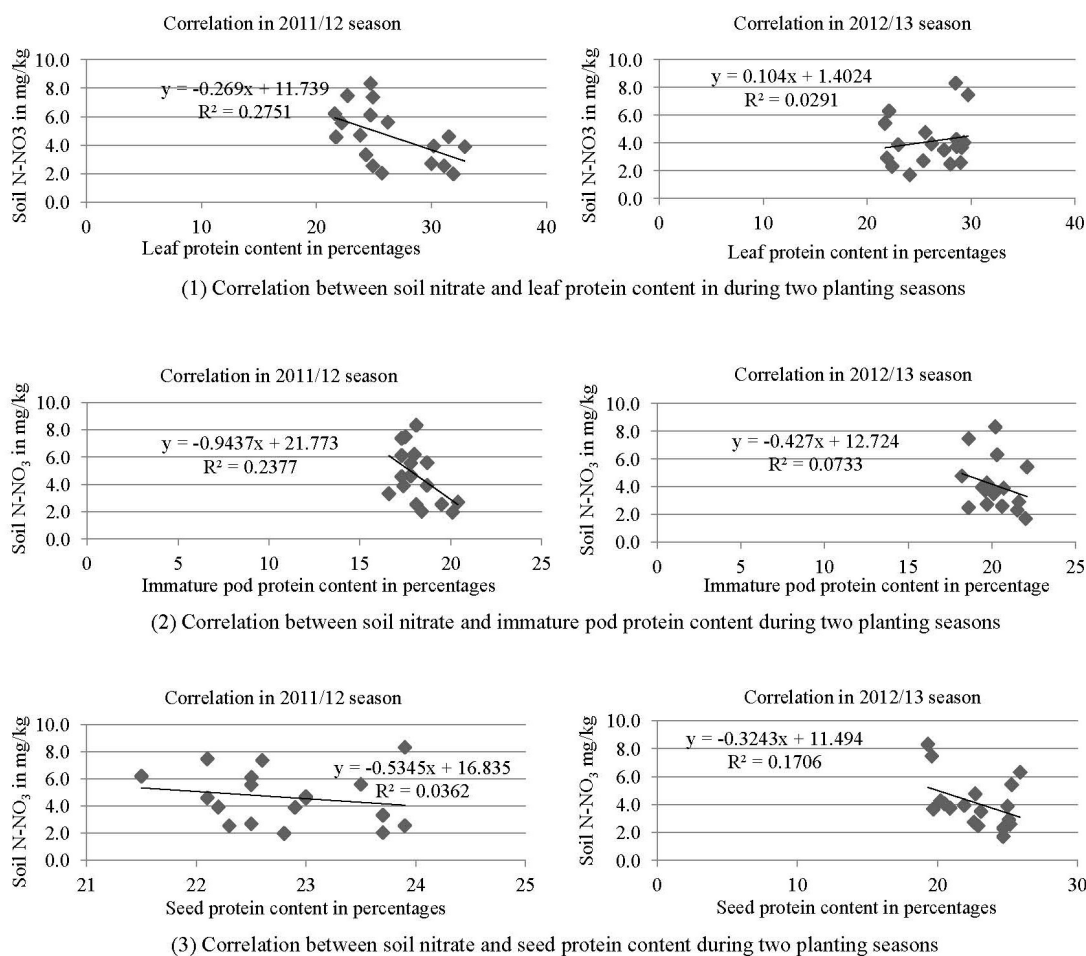 Correlation in 2011/12 season
Soil N-NO3 in mg/kg
10.0
8.0
6.0
4.0
2.0
0.0
y = -0.269x + 11.739
R² = 0.2751
0 10 20 30 40
Leaf protein content in percentages
Correlation in 2012/13 season
Soil N-NO3 in mg/kg
10.0
8.0
6.0
4.0
2.0
0.0
y = 0.104x + 1.4024
R² = 0.0291
0 10 20 30 40
Leaf protein content in percentages
(1) Correlation between soil nitrate and leaf protein content in during two planting seasons
Correlation in 2011/12 season
Soil N-NO₃ in mg/kg
10.0
8.0
6.0
4.0
2.0
0.0
y = -0.9437x + 21.773
R² = 0.2377
0 5 10 15 20 25
Immature pod protein content in percentages
Correlation in 2012/13 season
Soil N-NO₃ in mg/kg
10.0
8.0
6.0
4.0
2.0
0.0
y = -0.427x + 12.724
R² = 0.0733
0 5 10 15 20 25
Immature pod protein content in percentage
(2) Correlation between soil nitrate and immature pod protein content during two planting seasons
Correlation in 2011/12 season
Soil N-NO₃ in mg/kg
10.0
8.0
6.0
4.0
2.0
0.0
y = -0.5345x + 16.835
R² = 0.0362
21 22 23 24 25
Seed protein content in percentages
Correlation in 2012/13 season
Soil N-NO₃ in mg/kg
10.0
8.0
6.0
4.0
2.0
0.0
y = -0.3243x + 11.494
R² = 0.1706
0 10 20 30
Seed protein content in percentages
(3) Correlation between soil nitrate and seed protein content during two planting seasons